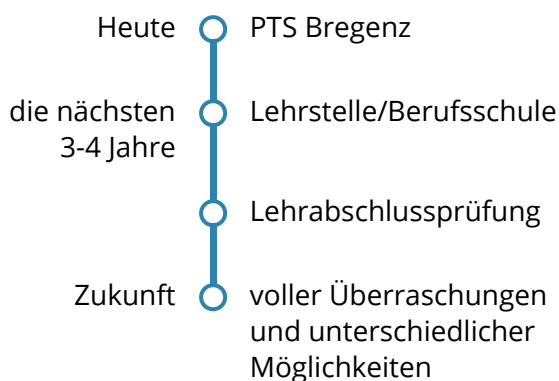 Heute PTS Bregenz
die nächsten Lehrstelle/Berufsschule
3-4 Jahre
Lehrabschlussprüfung
Zukunft voller Überraschungen
und unterschiedlicher
Möglichkeiten